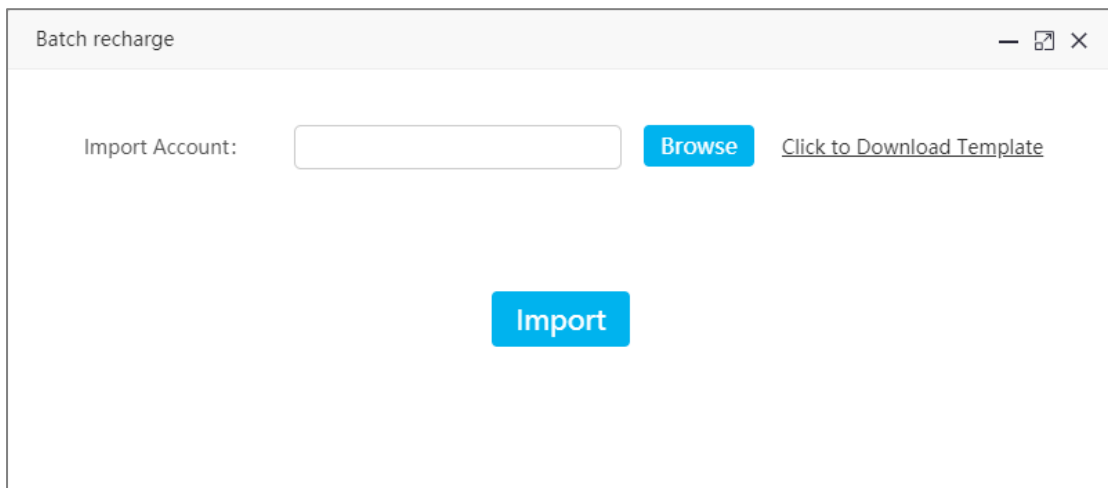 Batch recharge
Import Account: Browse Click to Download Template
Import